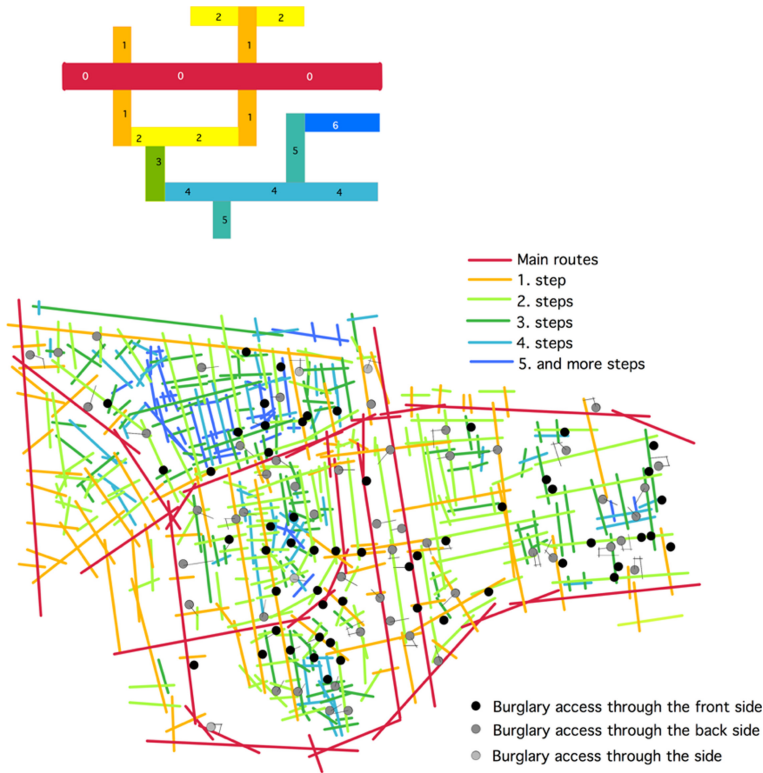 2 2
1 1
0 0 0
1 1
2 2
6
3 5
4 4 4
5
Main routes
1. step
2. steps
3. steps
4. steps
5. and more steps
Burglary access through the front side
Burglary access through the back side
Burglary access through the side